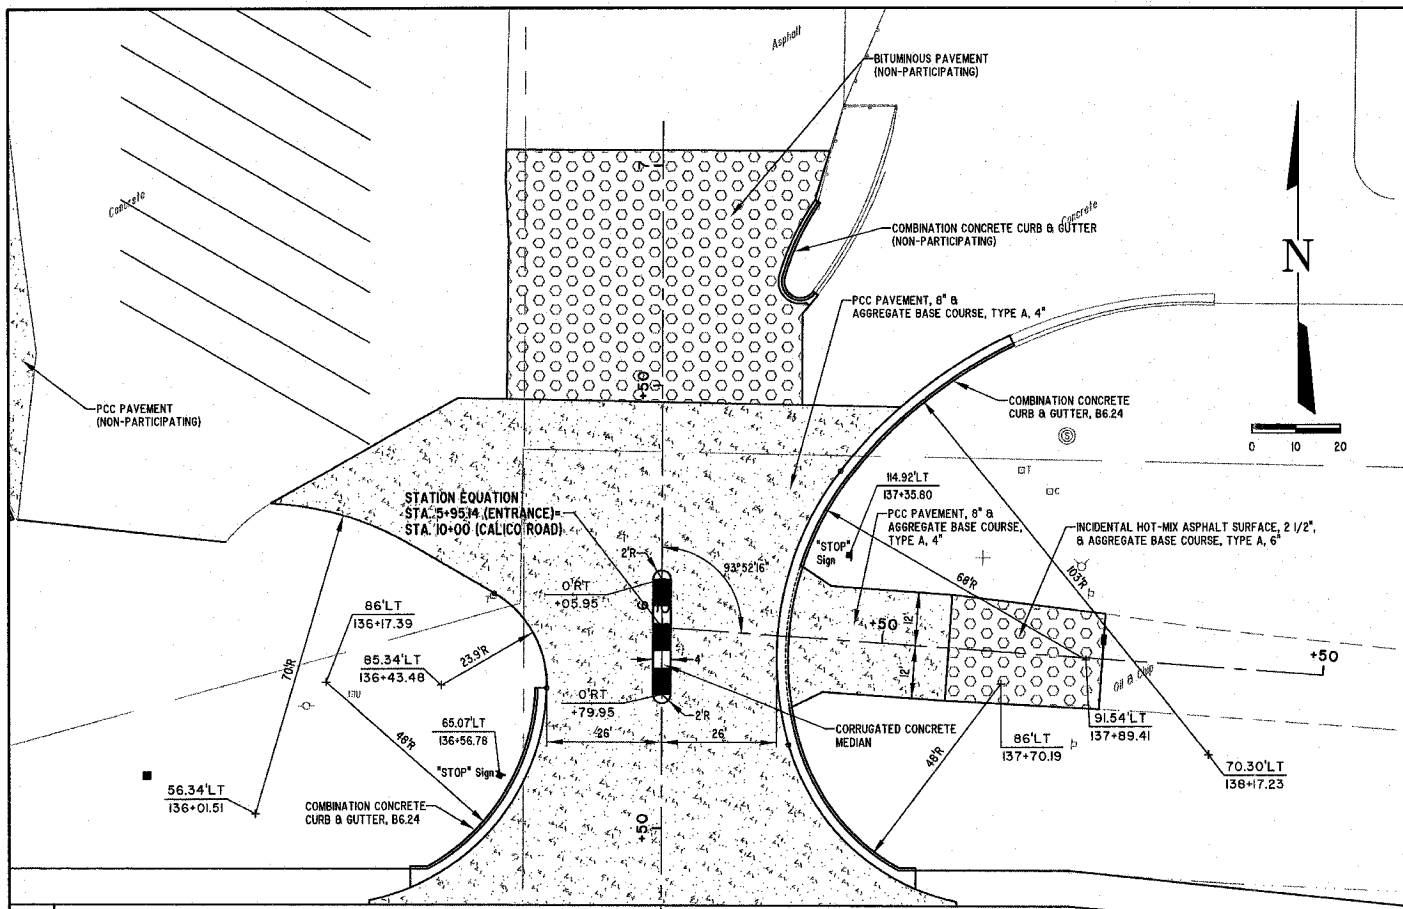 Asphalt
BITUMINOUS PAVEMENT
(NON-PARTICIPATING)
7
Concrete
Concrete
COMBINATION CONCRETE CURB & GUTTER
(NON-PARTICIPATING)
N
PCC PAVEMENT, 8" &
AGGREGATE BASE COURSE, TYPE A, 4"
+50
PCC PAVEMENT
(NON-PARTICIPATING)
COMBINATION CONCRETE
CURB & GUTTER, B6.24
0 10 20
S
T
C
STATION EQUATION
STA. 5+95.14 (ENTRANCE)=
STA. 10+00 (CALICO ROAD)
114.92'LT
137+35.80
PCC PAVEMENT, 8" &
AGGREGATE BASE COURSE,
TYPE A, 4"
INCIDENTAL HOT-MIX ASPHALT SURFACE, 2 1/2",
& AGGREGATE BASE COURSE, TYPE A, 6"
"STOP"
Sign
2'R
93°52'16"
68'R
103'R
0'RT
+05.95
6
86'LT
136+17.39
12'
+50
70'R
23.9'R
85.34'LT
136+43.48
4'
12'
+50
Oil & Chip
0'RT
+79.95
2'R
65.07'LT
136+56.78
CORRUGATED CONCRETE
MEDIAN
86'LT
137+70.19
91.54'LT
137+89.41
26'
26'
48'R
48'R
"STOP" Sign
70.30'LT
138+17.23
56.34'LT
136+01.51
COMBINATION CONCRETE
CURB & GUTTER, B6.24
+50